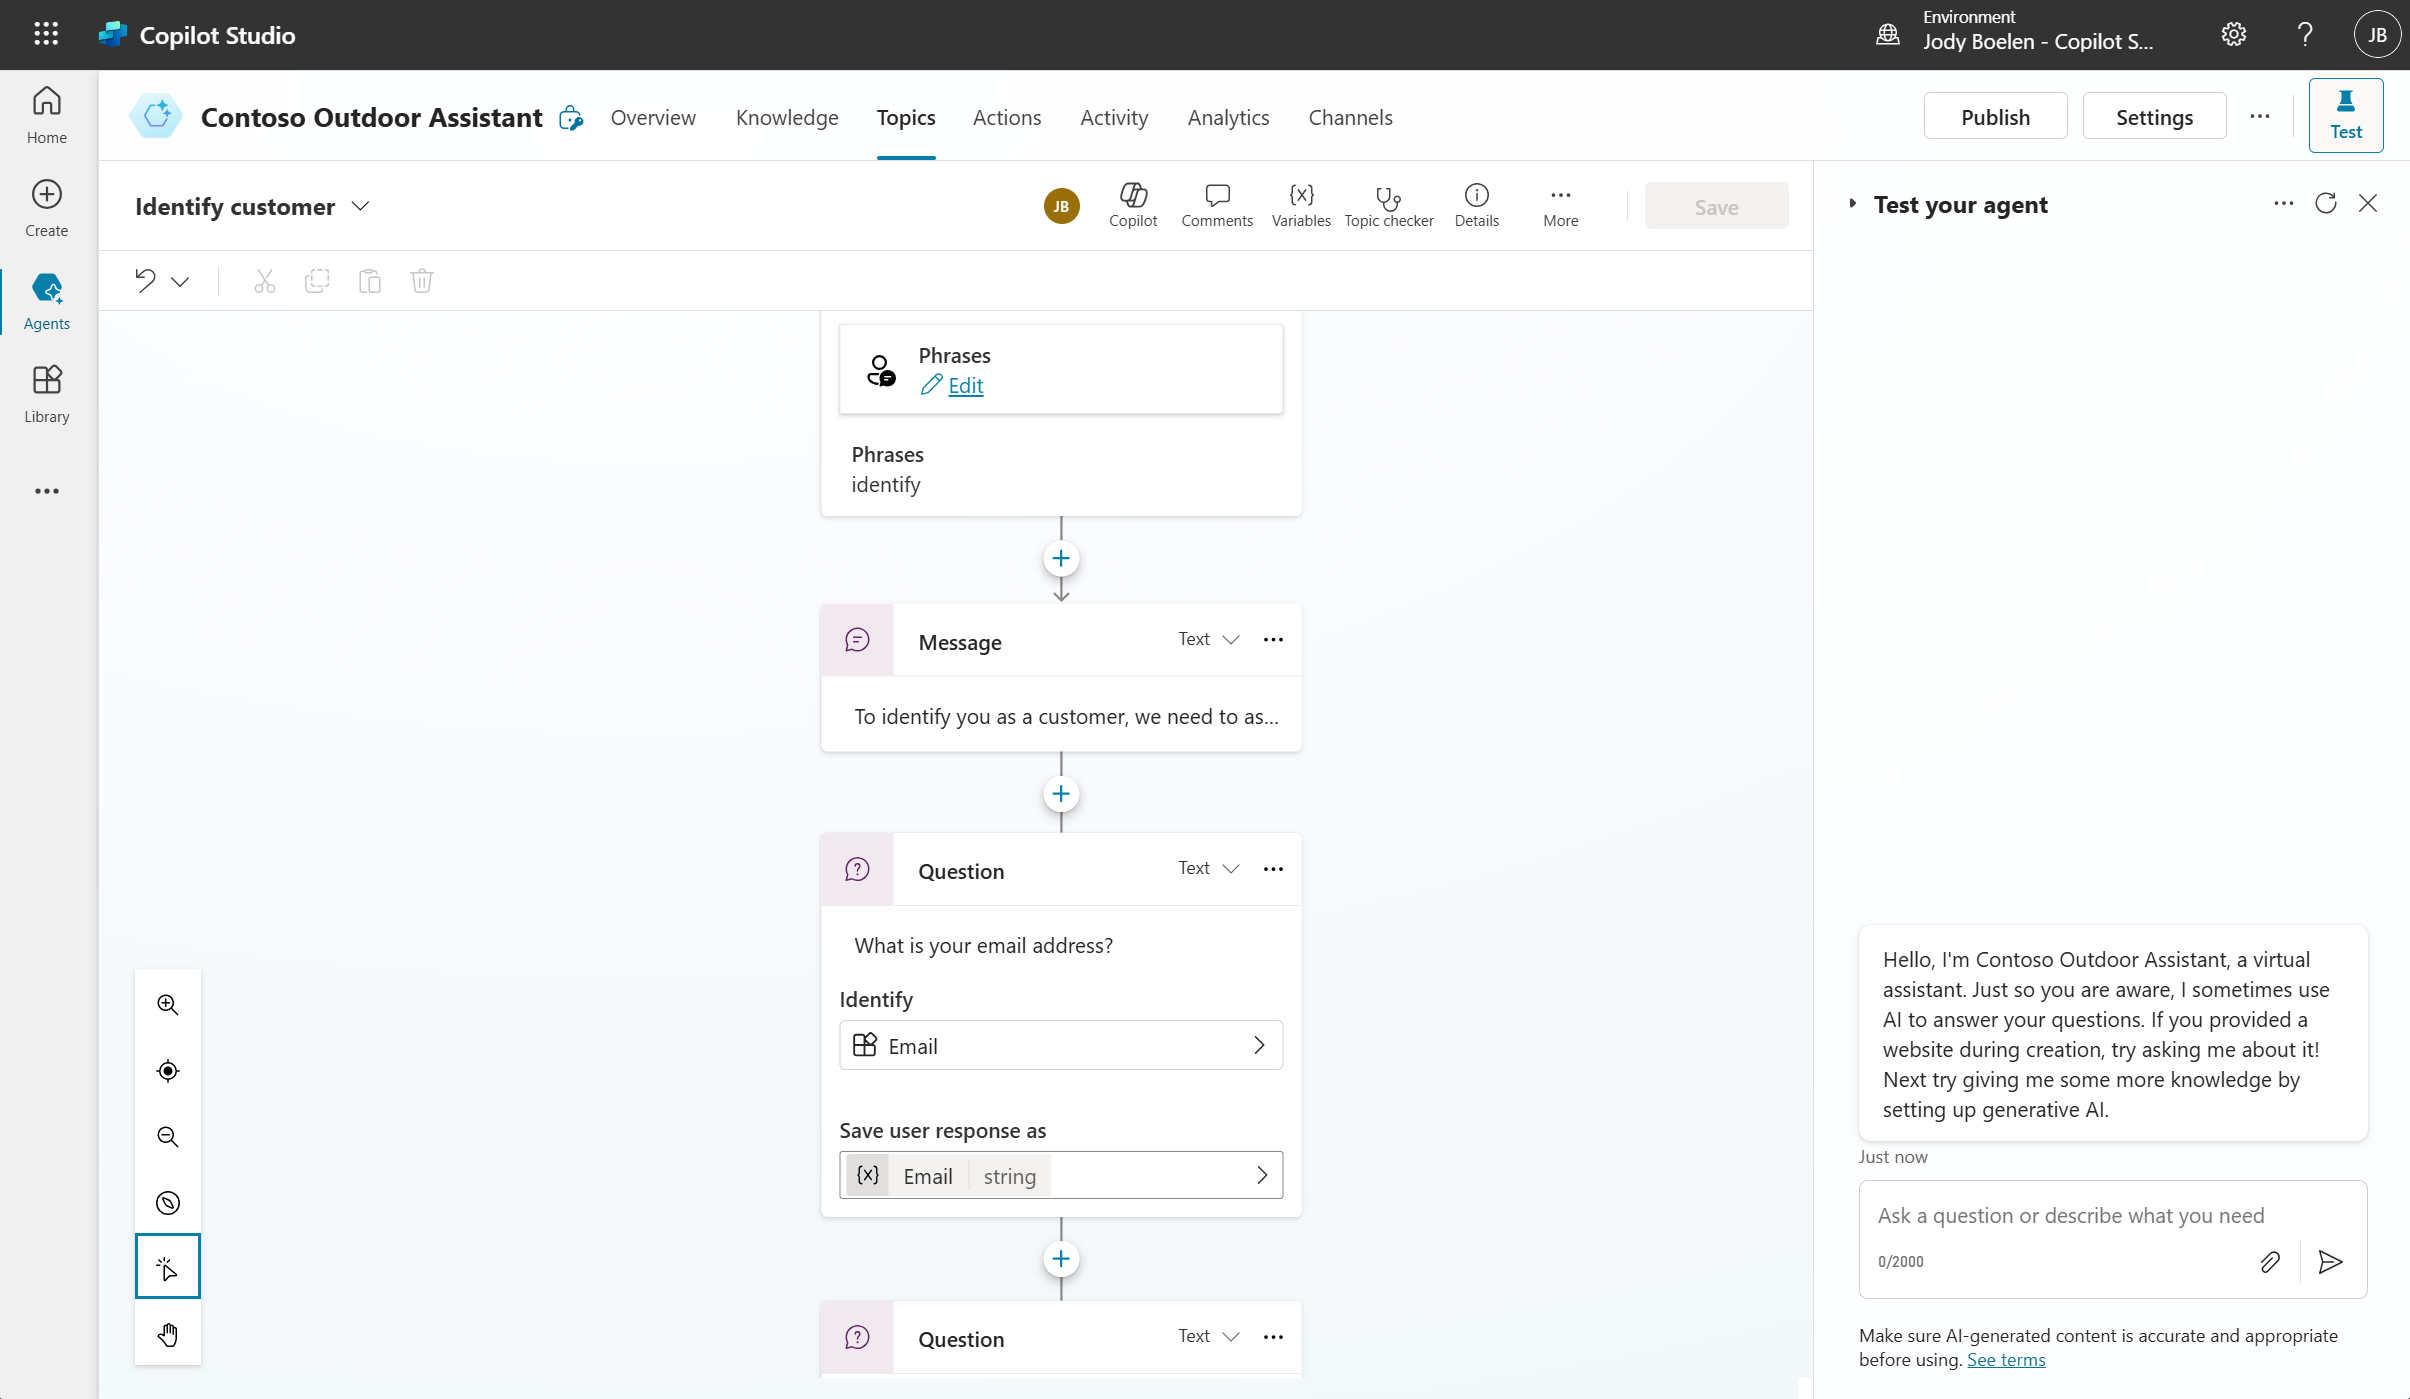 Copilot Studio
Environment
Jody Boelen - Copilot S...
JB
Home
Create
Agents
Library
Contoso Outdoor Assistant
Overview
Knowledge
Topics
Actions
Activity
Analytics
Channels
Publish
Settings
Test
Identify customer
JB
Copilot
Comments
Variables
Topic checker
Details
More
Save
Phrases
Edit
Phrases
identify
Message
Text
To identify you as a customer, we need to as...
Question
Text
What is your email address?
Identify
Email
Save user response as
{x} Email string
Question
Text
Test your agent
Hello, I'm Contoso Outdoor Assistant, a virtual
assistant. Just so you are aware, I sometimes use
AI to answer your questions. If you provided a
website during creation, try asking me about it!
Next try giving me some more knowledge by
setting up generative AI.
Just now
Ask a question or describe what you need
0/2000
Make sure AI-generated content is accurate and appropriate
before using. See terms